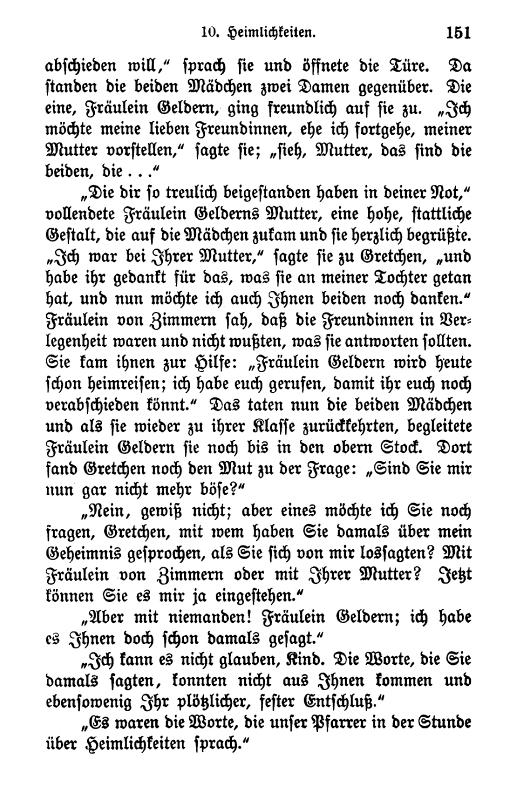 10. Heimlichkeiten. 151
abschieden will,“ sprach sie und öffnete die Türe. Da
standen die beiden Mädchen zwei Damen gegenüber. Die
eine, Fräulein Geldern, ging freundlich auf sie zu. „Ich
möchte meine lieben Freundinnen, ehe ich fortgehe, meiner
Mutter vorstellen,“ sagte sie; „sieh, Mutter, das sind die
beiden, die . . .“
„Die dir so treulich beigestanden haben in deiner Not,“
vollendete Fräulein Gelderns Mutter, eine hohe, stattliche
Gestalt, die auf die Mädchen zukam und sie herzlich begrüßte.
„Ich war bei Ihrer Mutter,“ sagte sie zu Gretchen, „und
habe ihr gedankt für das, was sie an meiner Tochter getan
hat, und nun möchte ich auch Ihnen beiden noch danken.“
Fräulein von Zimmern sah, daß die Freundinnen in Ver-
legenheit waren und nicht wußten, was sie antworten sollten.
Sie kam ihnen zur Hilfe: „Fräulein Geldern wird heute
schon heimreisen; ich habe euch gerufen, damit ihr euch noch
verabschieden könnt.“ Das taten nun die beiden Mädchen
und als sie wieder zu ihrer Klasse zurückkehrten, begleitete
Fräulein Geldern sie noch bis in den obern Stock. Dort
fand Gretchen noch den Mut zu der Frage: „Sind Sie mir
nun gar nicht mehr böse?“
„Nein, gewiß nicht; aber eines möchte ich Sie noch
fragen, Gretchen, mit wem haben Sie damals über mein
Geheimnis gesprochen, als Sie sich von mir lossagten? Mit
Fräulein von Zimmern oder mit Ihrer Mutter? Jetzt
können Sie es mir ja eingestehen.“
„Aber mit niemanden! Fräulein Geldern; ich habe
es Ihnen doch schon damals gesagt.“
„Ich kann es nicht glauben, Kind. Die Worte, die Sie
damals sagten, konnten nicht aus Ihnen kommen und
ebensowenig Ihr plötzlicher, fester Entschluß.“
„Es waren die Worte, die unser Pfarrer in der Stunde
über Heimlichkeiten sprach.“